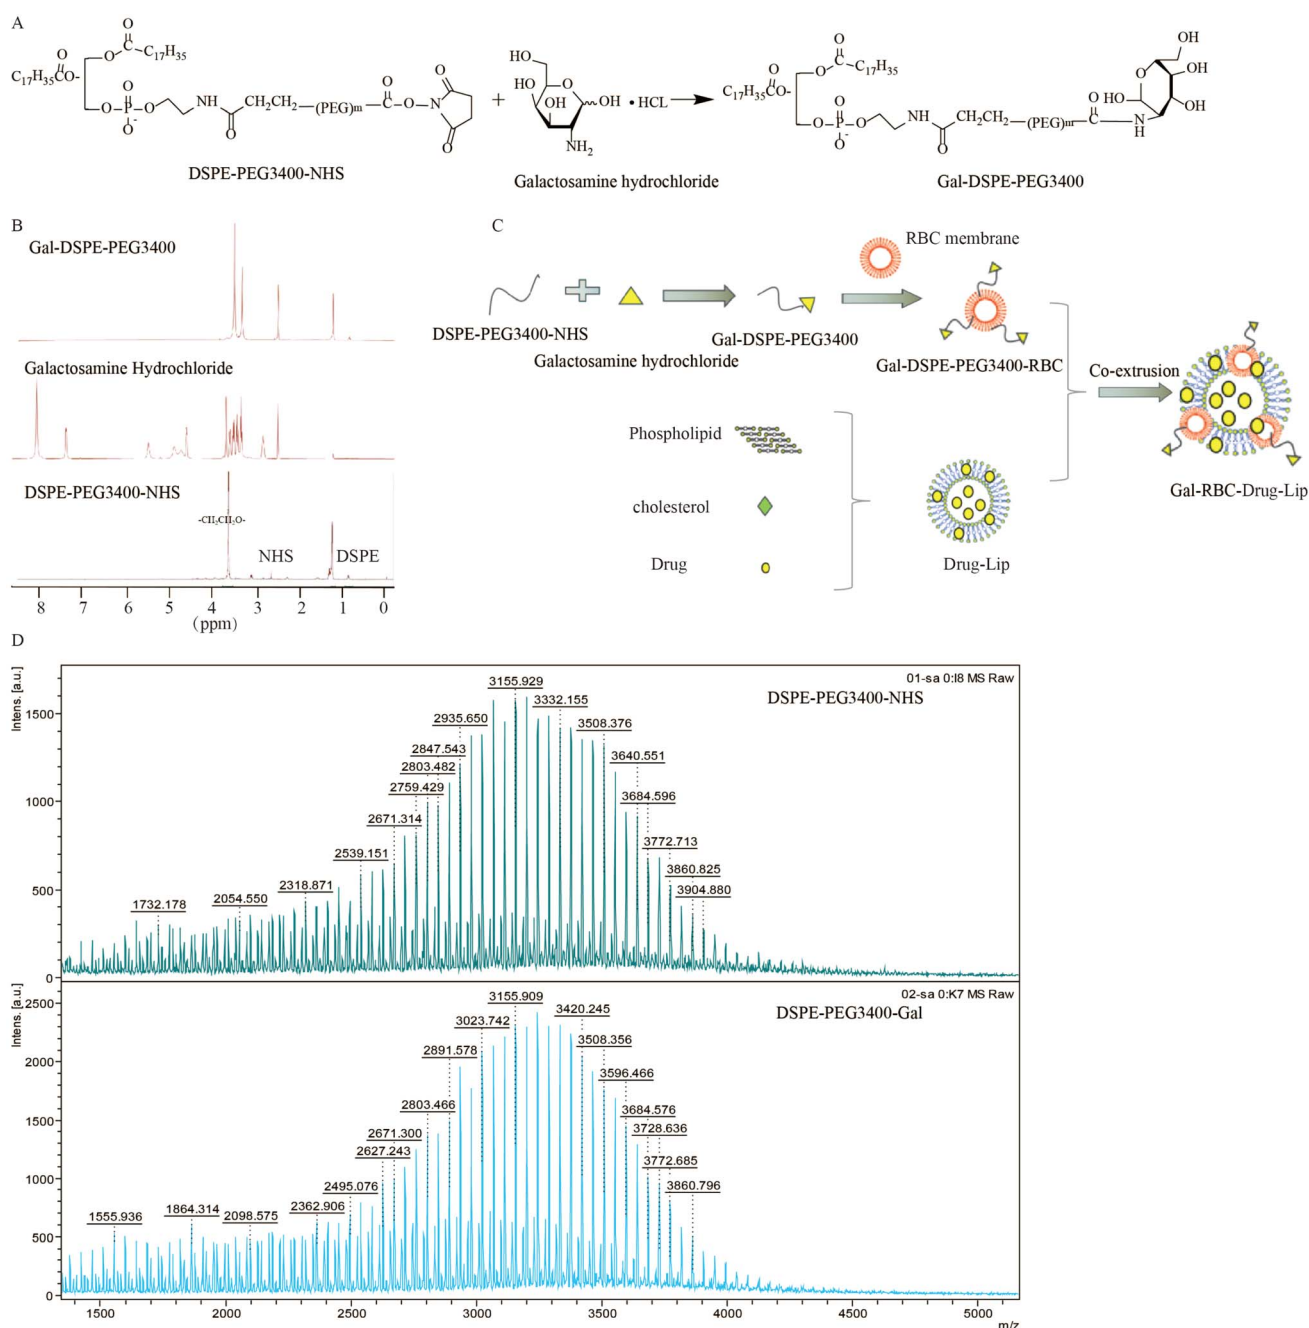 A
O
C
C17H35
O
O
C17H35CO-
O
O-P-O
O-
NH
O
CH2CH2
(PEG)m
O
C
O-N
O
O
DSPE-PEG3400-NHS
+
HO
HO
O
OH
OH
NH2
•HCL
Galactosamine hydrochloride
O
C
C17H35
O
O
C17H35CO-
O
O-P-O
O-
NH
O
CH2CH2
(PEG)m
O
C
N
H
HO
O
OH
OH
OH
Gal-DSPE-PEG3400
B
Gal-DSPE-PEG3400
Galactosamine Hydrochloride
DSPE-PEG3400-NHS
-CH2CH2O-
NHS
DSPE
8 7 6 5 4 3 2 1 0
(ppm)
C
RBC membrane
DSPE-PEG3400-NHS
Galactosamine hydrochloride
Gal-DSPE-PEG3400
Gal-DSPE-PEG3400-RBC
Co-extrusion
Phospholipid
cholesterol
Drug
Drug-Lip
Gal-RBC-Drug-Lip
D
Intens. [a.u.]
01-sa 0:I8 MS Raw
DSPE-PEG3400-NHS
1500
1000
500
0
1732.178
2054.550
2318.871
2539.151
2671.314
2759.429
2803.482
2847.543
2935.650
3155.929
3332.155
3508.376
3640.551
3684.596
3772.713
3860.825
3904.880
Intens. [a.u.]
02-sa 0:K7 MS Raw
DSPE-PEG3400-Gal
2500
2000
1500
1000
500
0
1555.936
1864.314
2098.575
2362.906
2495.076
2627.243
2671.300
2803.466
2891.578
3023.742
3155.909
3420.245
3508.356
3596.466
3684.576
3728.636
3772.685
3860.796
1500 2000 2500 3000 3500 4000 4500 5000
m/z